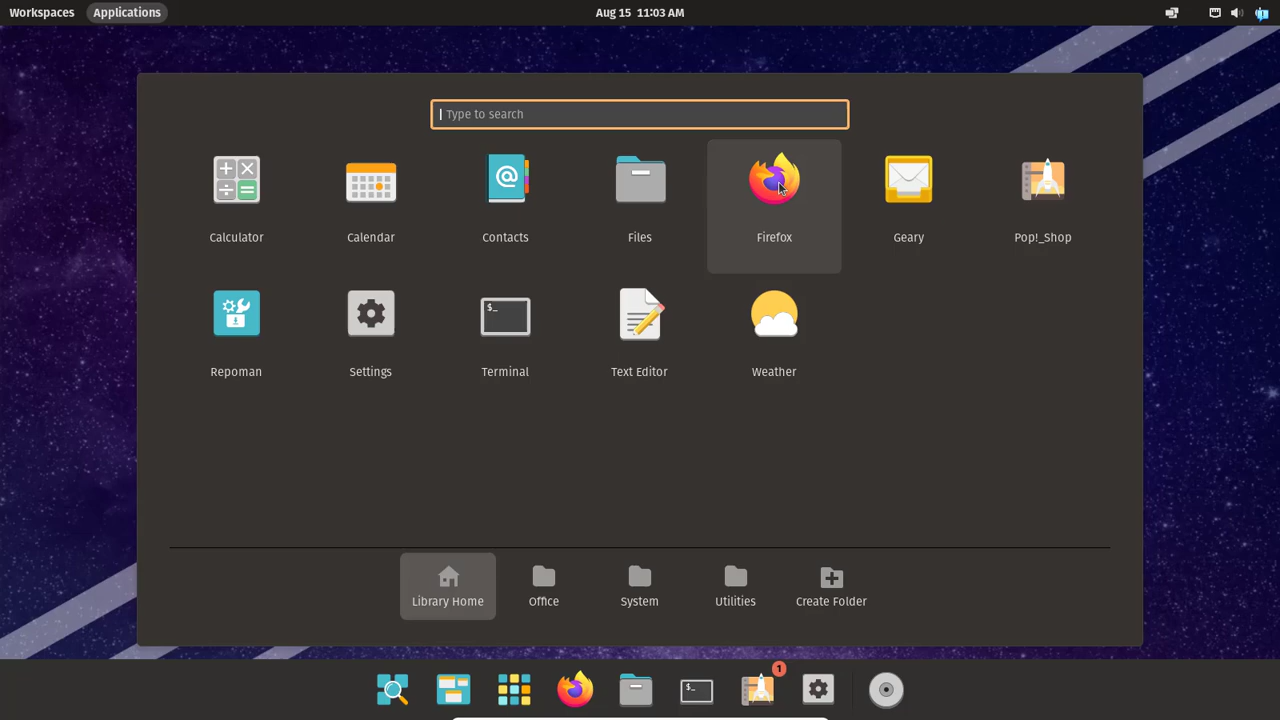 Workspaces Applications Aug 15 11:03 AM
Type to search
Calculator Calendar Contacts Files Firefox Geary Pop!_Shop
$_
Repoman Settings Terminal Text Editor Weather
Library Home Office System Utilities Create Folder
$_ 1